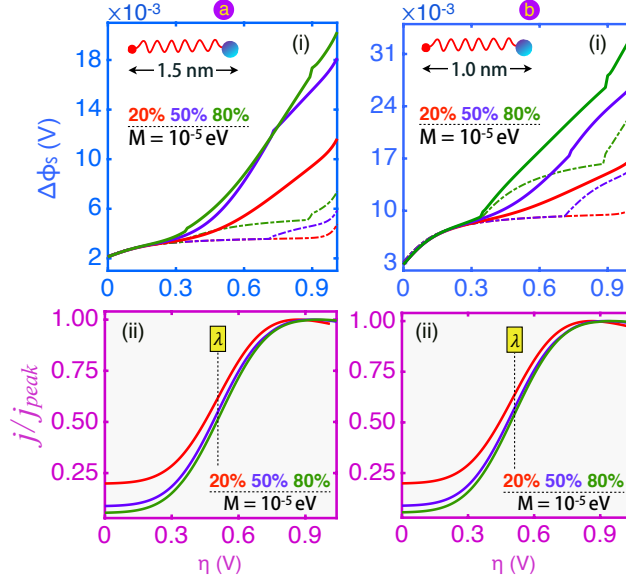 a
b
×10⁻³
×10⁻³
(i)
(i)
1.5 nm
1.0 nm
20% 50% 80%
M = 10⁻⁵ eV
20% 50% 80%
M = 10⁻⁵ eV
Δϕs (V)
18
14
10
6
2
31
26
17
10
3
0 0.3 0.6 0.9
0 0.3 0.6 0.9
(ii)
(ii)
λ
λ
j/jpeak
1.00
0.75
0.50
0.25
1.00
0.75
0.50
0.25
20% 50% 80%
M = 10⁻⁵ eV
20% 50% 80%
M = 10⁻⁵ eV
0 0.3 0.6 0.9
0 0.3 0.6 0.9
η (V)
η (V)